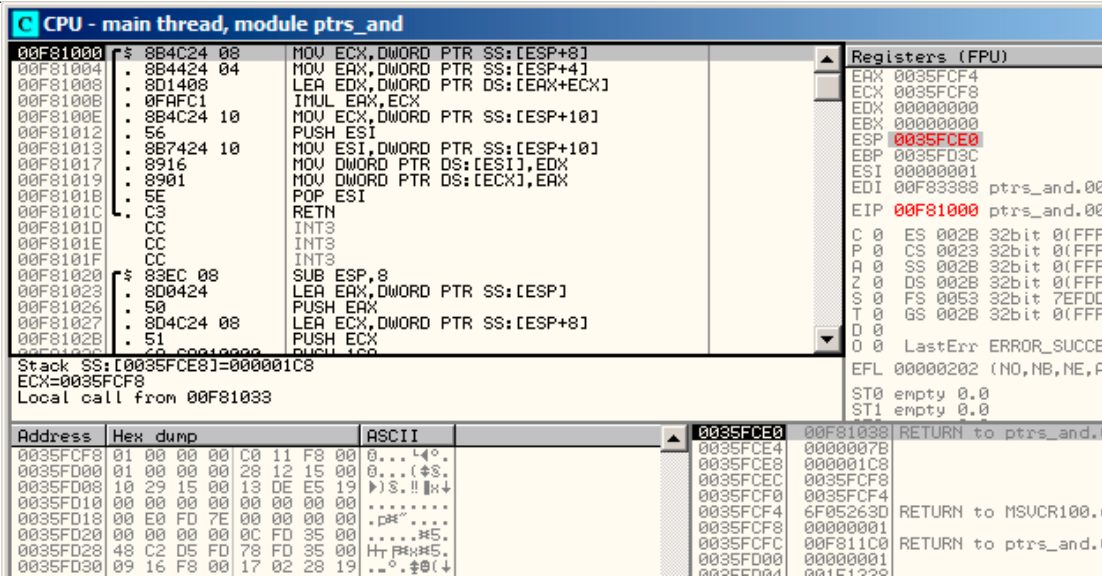 C CPU - main thread, module ptrs_and
00F81000 $ 8B4C24 08 MOV ECX,DWORD PTR SS:[ESP+8]
00F81004 . 8B4424 04 MOV EAX,DWORD PTR SS:[ESP+4]
00F81008 . 8D1408 LEA EDX,DWORD PTR DS:[EAX+ECX]
00F8100B . 0FAFC1 IMUL EAX,ECX
00F8100E . 8B4C24 10 MOV ECX,DWORD PTR SS:[ESP+10]
00F81012 . 56 PUSH ESI
00F81013 . 8B7424 10 MOV ESI,DWORD PTR SS:[ESP+10]
00F81017 . 8916 MOV DWORD PTR DS:[ESI],EDX
00F81019 . 8901 MOV DWORD PTR DS:[ECX],EAX
00F8101B . 5E POP ESI
00F8101C . C3 RETN
00F8101D CC INT3
00F8101E CC INT3
00F8101F CC INT3
00F81020 $ 83EC 08 SUB ESP,8
00F81023 . 8D0424 LEA EAX,DWORD PTR SS:[ESP]
00F81026 . 50 PUSH EAX
00F81027 . 8D4C24 08 LEA ECX,DWORD PTR SS:[ESP+8]
00F8102B . 51 PUSH ECX
Stack SS:[0035FCE8]=000001C8
ECX=0035FCF8
Local call from 00F81033
Registers (FPU)
EAX 0035FCF4
ECX 0035FCF8
EDX 00000000
EBX 00000000
ESP 0035FCE0
EBP 0035FD3C
ESI 00000001
EDI 00F83388 ptrs_and.00
EIP 00F81000 ptrs_and.00
C 0 ES 002B 32bit 0(FFF
P 0 CS 0023 32bit 0(FFF
A 0 SS 002B 32bit 0(FFF
Z 0 DS 002B 32bit 0(FFF
S 0 FS 0053 32bit 7EFDD
T 0 GS 002B 32bit 0(FFF
D 0
O 0 LastErr ERROR_SUCCE
EFL 00000202 (NO,NB,NE,A
ST0 empty 0.0
ST1 empty 0.0
Address Hex dump ASCII
0035FCF8 01 00 00 00 C0 11 F8 00
0035FD00 01 00 00 00 28 12 15 00
0035FD08 10 29 15 00 13 DE E5 19
0035FD10 00 00 00 00 00 00 00 00 ........
0035FD18 00 E0 FD 7E 00 00 00 00
0035FD20 00 00 00 00 0C FD 35 00
0035FD28 48 C2 D5 FD 78 FD 35 00
0035FD30 09 16 F8 00 17 02 28 19
0035FCE0 00F81038 RETURN to ptrs_and.
0035FCE4 0000007B
0035FCE8 000001C8
0035FCEC 0035FCF8
0035FCF0 0035FCF4
0035FCF4 6F05263D RETURN to MSVCR100.
0035FCF8 00000001
0035FCFC 00F811C0 RETURN to ptrs_and.
0035FD00 00000001